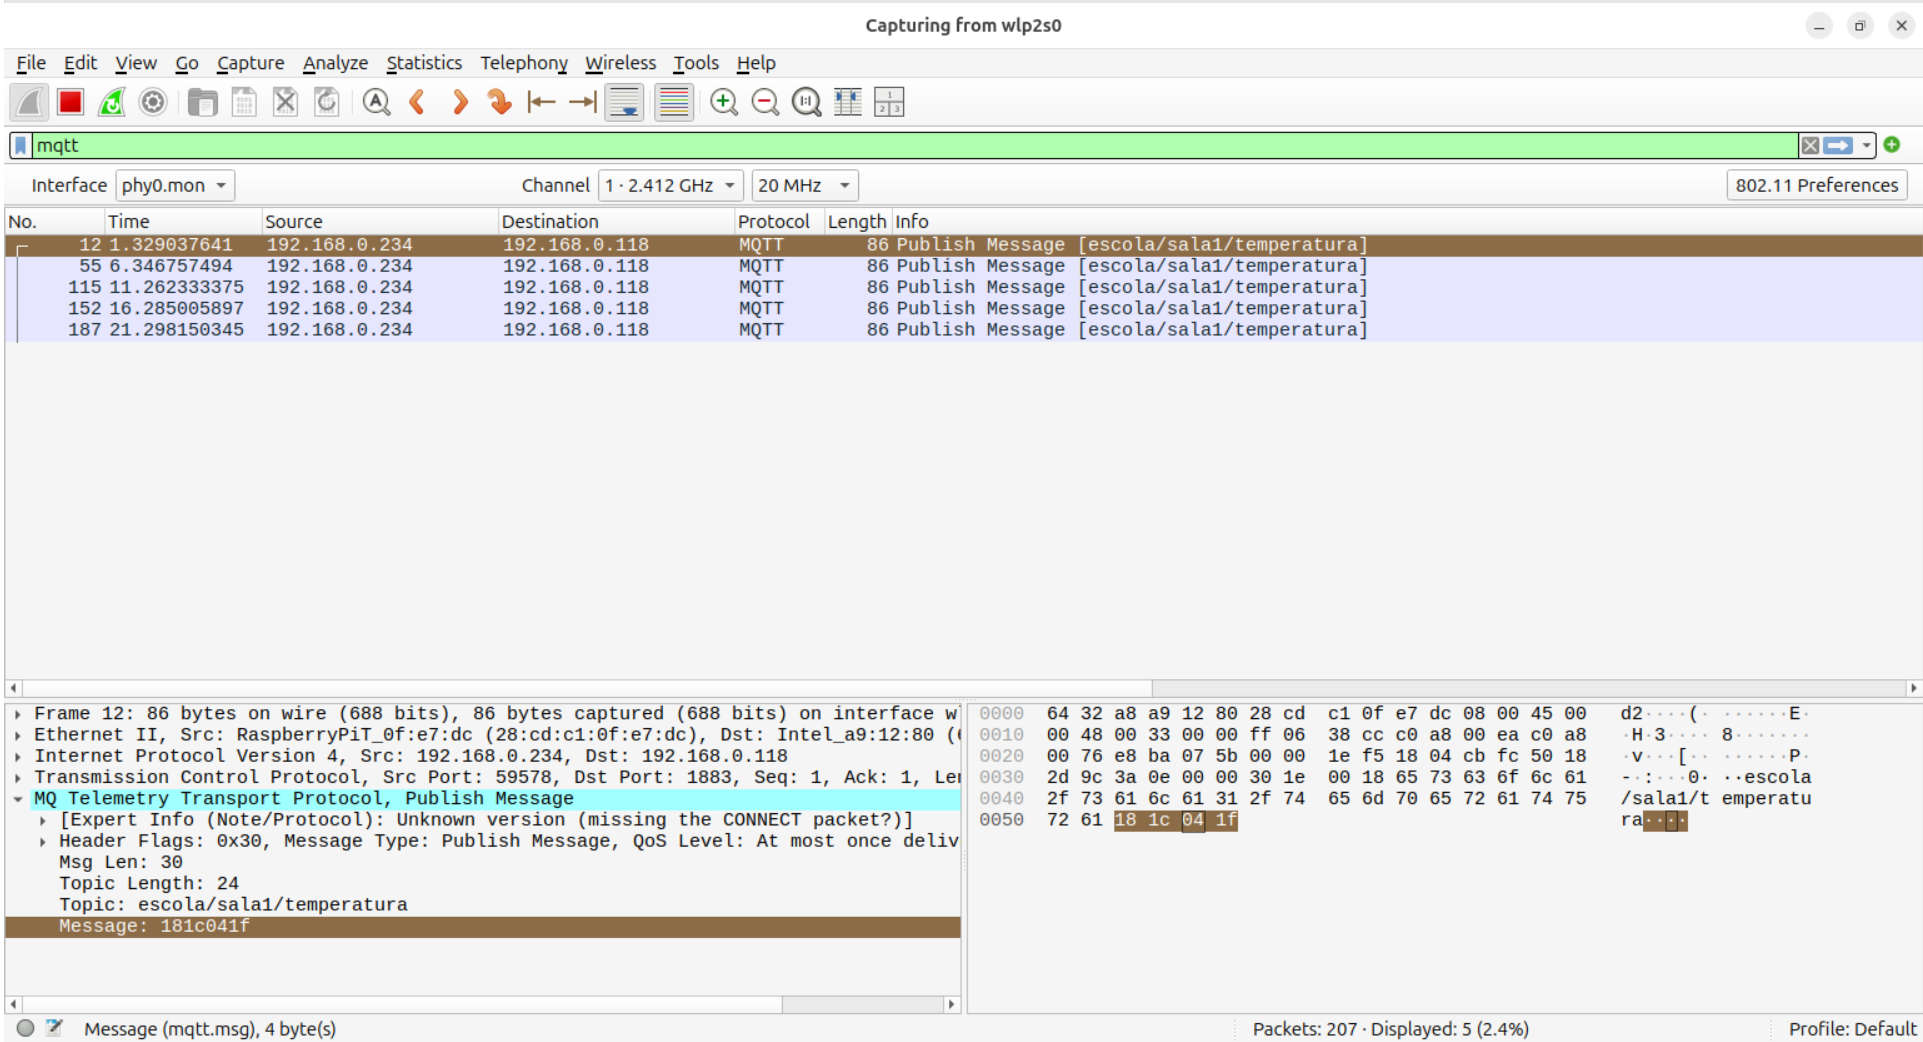 Capturing from wlp2s0
File Edit View Go Capture Analyze Statistics Telephony Wireless Tools Help
mqtt
Interface phy0.mon Channel 1 · 2.412 GHz 20 MHz 802.11 Preferences
No. Time Source Destination Protocol Length Info
12 1.329037641 192.168.0.234 192.168.0.118 MQTT 86 Publish Message [escola/sala1/temperatura]
55 6.346757494 192.168.0.234 192.168.0.118 MQTT 86 Publish Message [escola/sala1/temperatura]
115 11.262333375 192.168.0.234 192.168.0.118 MQTT 86 Publish Message [escola/sala1/temperatura]
152 16.285005897 192.168.0.234 192.168.0.118 MQTT 86 Publish Message [escola/sala1/temperatura]
187 21.298150345 192.168.0.234 192.168.0.118 MQTT 86 Publish Message [escola/sala1/temperatura]
Frame 12: 86 bytes on wire (688 bits), 86 bytes captured (688 bits) on interface w
Ethernet II, Src: RaspberryPiT_0f:e7:dc (28:cd:c1:0f:e7:dc), Dst: Intel_a9:12:80 (
Internet Protocol Version 4, Src: 192.168.0.234, Dst: 192.168.0.118
Transmission Control Protocol, Src Port: 59578, Dst Port: 1883, Seq: 1, Ack: 1, Le
MQ Telemetry Transport Protocol, Publish Message
[Expert Info (Note/Protocol): Unknown version (missing the CONNECT packet?)]
Header Flags: 0x30, Message Type: Publish Message, QoS Level: At most once deliv
Msg Len: 30
Topic Length: 24
Topic: escola/sala1/temperatura
Message: 181c041f
0000 64 32 a8 a9 12 80 28 cd c1 0f e7 dc 08 00 45 00 d2····(· ······E·
0010 00 48 00 33 00 00 ff 06 38 cc c0 a8 00 ea c0 a8 ·H·3···· 8·······
0020 00 76 e8 ba 07 5b 00 00 1e f5 18 04 cb fc 50 18 ·v···[·· ······P·
0030 2d 9c 3a 0e 00 00 30 1e 00 18 65 73 63 6f 6c 61 -·:···0· ··escola
0040 2f 73 61 6c 61 31 2f 74 65 6d 70 65 72 61 74 75 /sala1/t emperatu
0050 72 61 18 1c 04 1f ra····
Message (mqtt.msg), 4 byte(s) Packets: 207 · Displayed: 5 (2.4%) Profile: Default